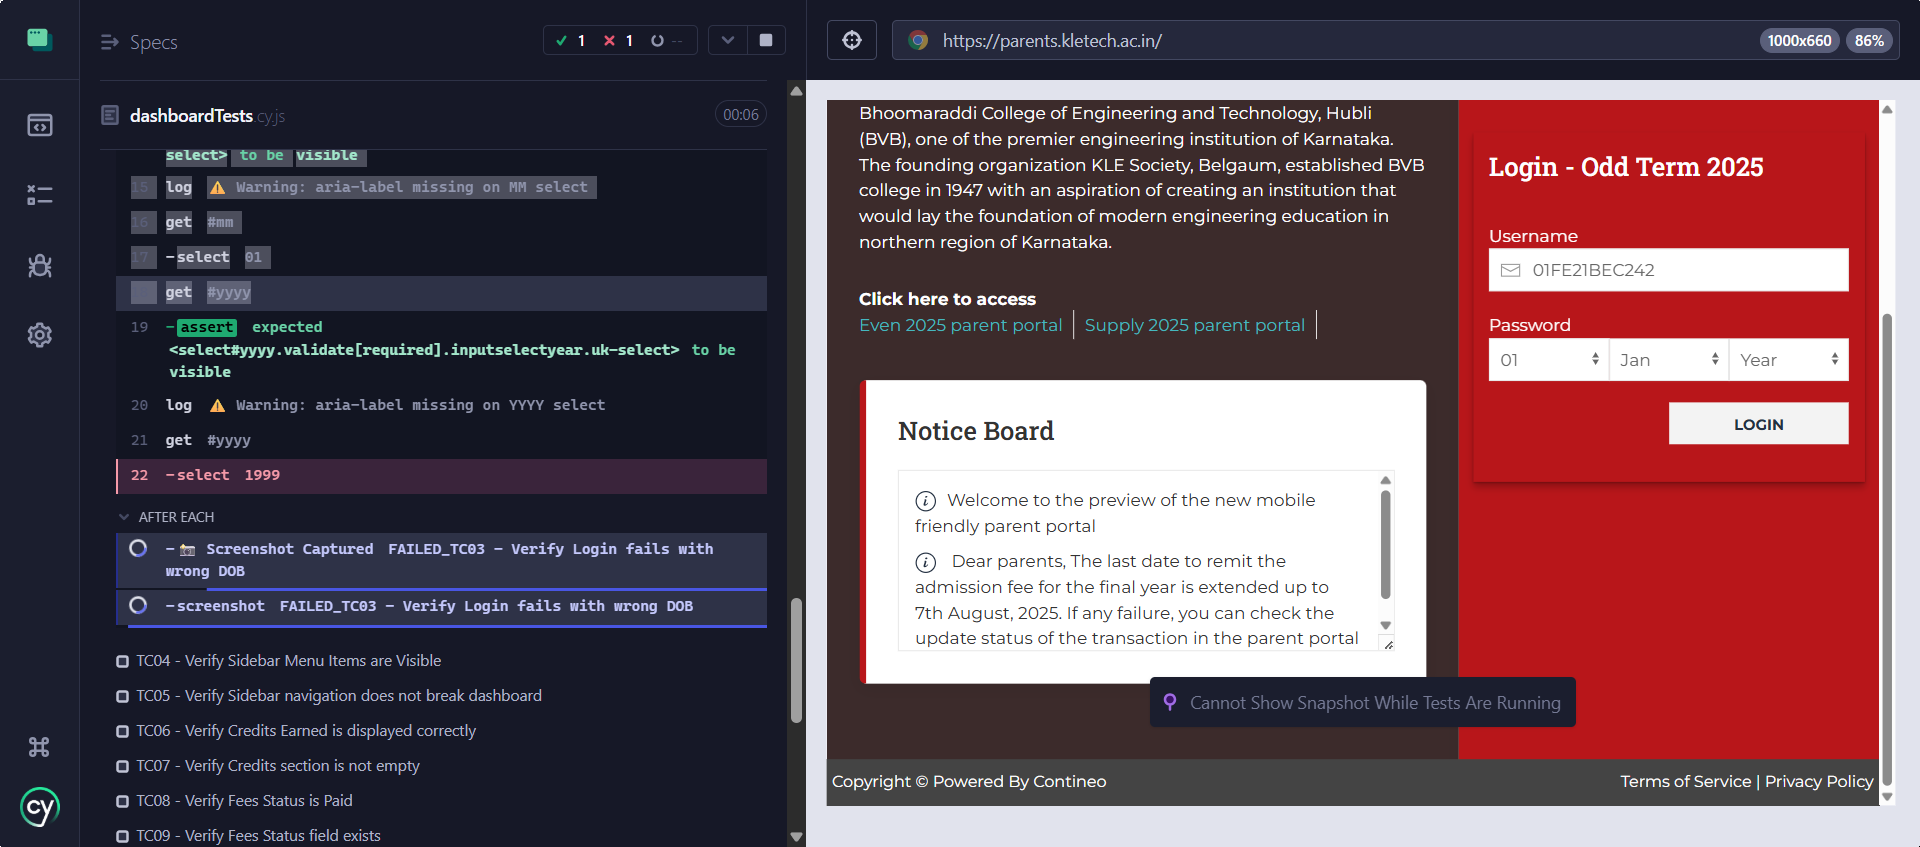 Specs
1
1
--
dashboardTests.cy.js
00:06
select> to be visible
15 log ⚠ Warning: aria-label missing on MM select
16 get #mm
17 -select 01
get #yyyy
19 -assert expected
<select#yyyy.validate[required].inputselectyear.uk-select> to be
visible
20 log ⚠ Warning: aria-label missing on YYYY select
21 get #yyyy
22 -select 1999
AFTER EACH
- 📷 Screenshot Captured FAILED_TC03 - Verify Login fails with
wrong DOB
-screenshot FAILED_TC03 - Verify Login fails with wrong DOB
TC04 - Verify Sidebar Menu Items are Visible
TC05 - Verify Sidebar navigation does not break dashboard
TC06 - Verify Credits Earned is displayed correctly
TC07 - Verify Credits section is not empty
TC08 - Verify Fees Status is Paid
TC09 - Verify Fees Status field exists
cy
https://parents.kletech.ac.in/
1000x660
86%
Bhoomaraddi College of Engineering and Technology, Hubli
(BVB), one of the premier engineering institution of Karnataka.
The founding organization KLE Society, Belgaum, established BVB
college in 1947 with an aspiration of creating an institution that
would lay the foundation of modern engineering education in
northern region of Karnataka.
Click here to access
Even 2025 parent portal | Supply 2025 parent portal |
Notice Board
Welcome to the preview of the new mobile
friendly parent portal
Dear parents, The last date to remit the
admission fee for the final year is extended up to
7th August, 2025. If any failure, you can check the
update status of the transaction in the parent portal
Login - Odd Term 2025
Username
01FE21BEC242
Password
01 Jan Year
LOGIN
Cannot Show Snapshot While Tests Are Running
Copyright © Powered By Contineo
Terms of Service | Privacy Policy